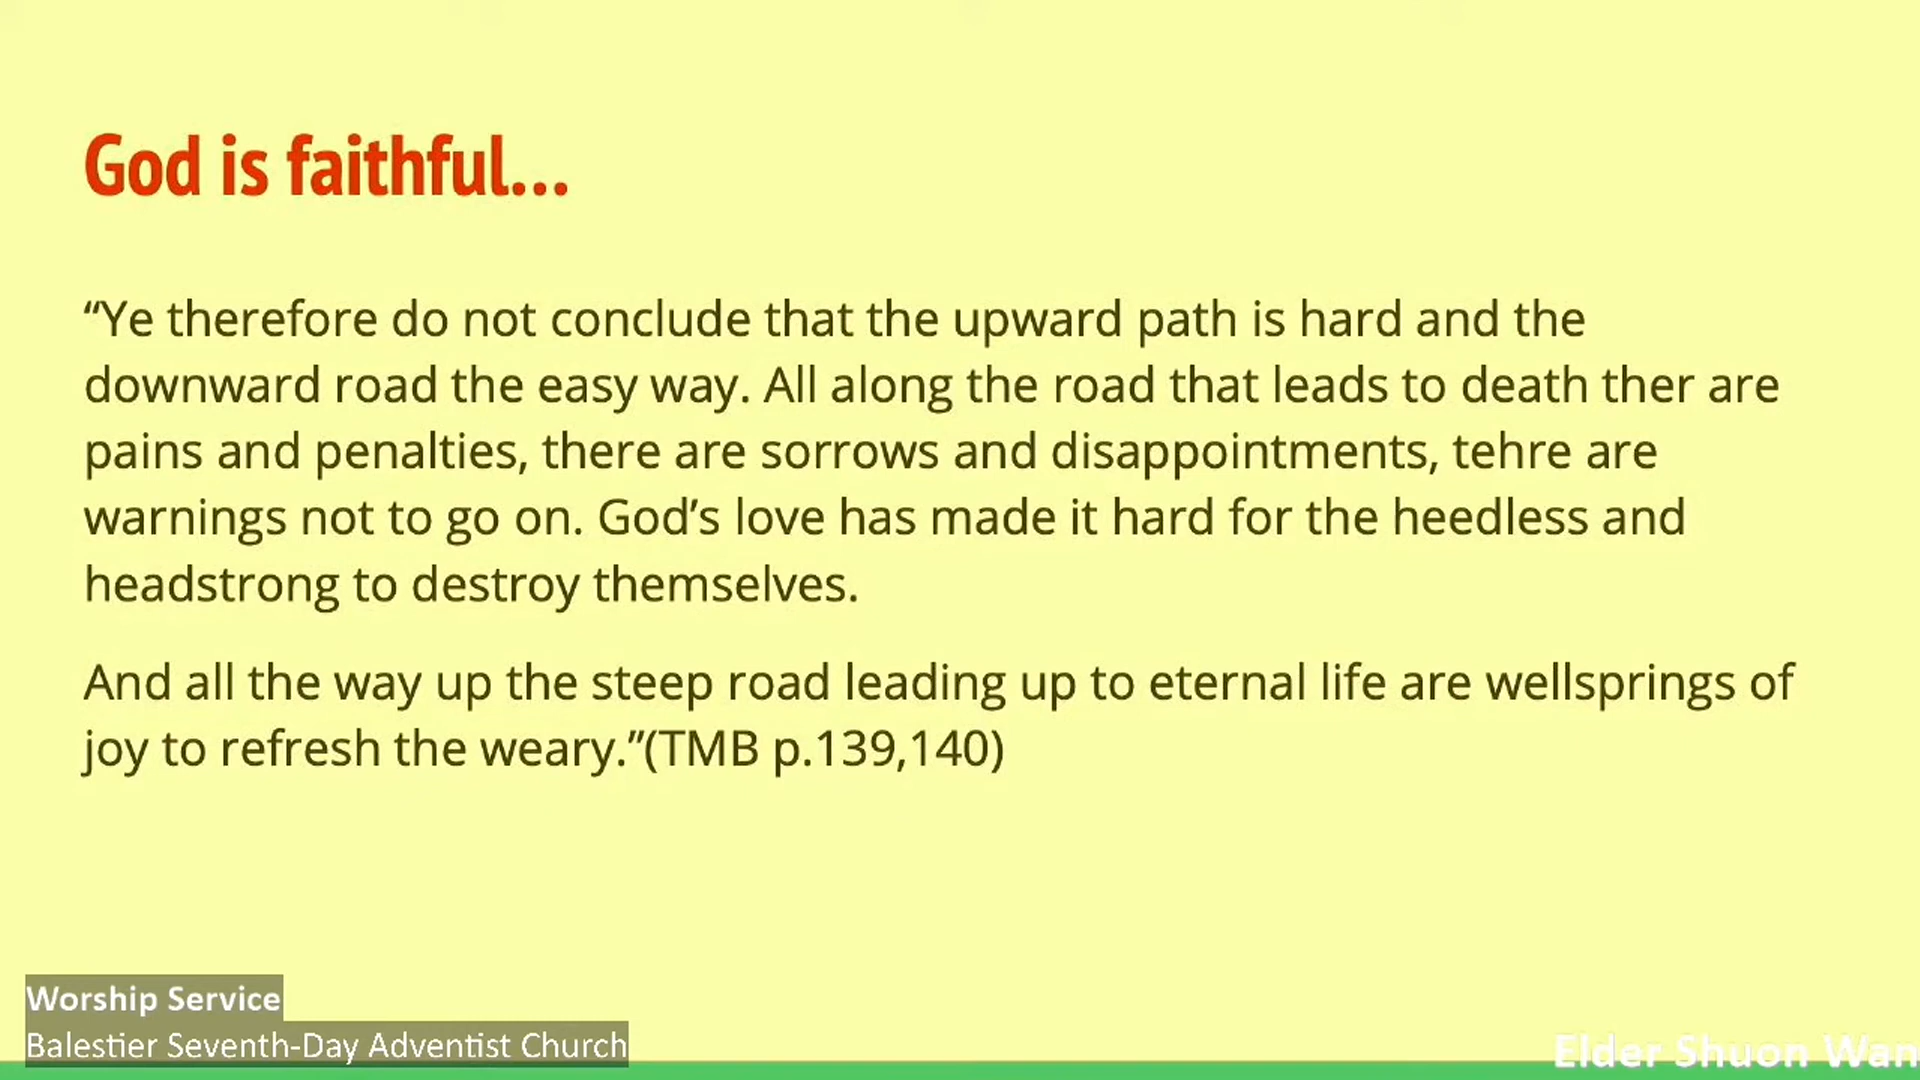 God is faithful...
“Ye therefore do not conclude that the upward path is hard and the
downward road the easy way. All along the road that leads to death ther are
pains and penalties, there are sorrows and disappointments, tehre are
warnings not to go on. God’s love has made it hard for the heedless and
headstrong to destroy themselves.
And all the way up the steep road leading up to eternal life are wellsprings of
joy to refresh the weary.”(TMB p.139,140)
Worship Service
Balestier Seventh-Day Adventist Church
Elder Shuon Wan